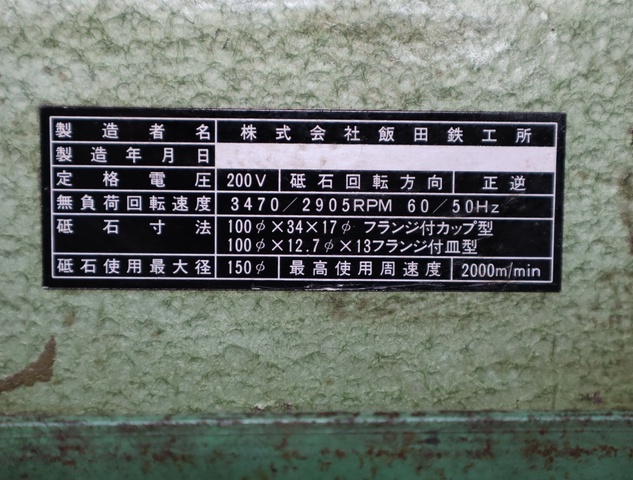 製造者名 株式会社飯田鉄工所
製造年月日
定格電圧 200V 砥石回転方向 正逆
無負荷回転速度 3470/2905RPM 60/50Hz
砥石寸法 100φ×34×17φ フランジ付カップ型
100φ×12.7φ×13フランジ付皿型
砥石使用最大径 150φ 最高使用周速度 2000m/min